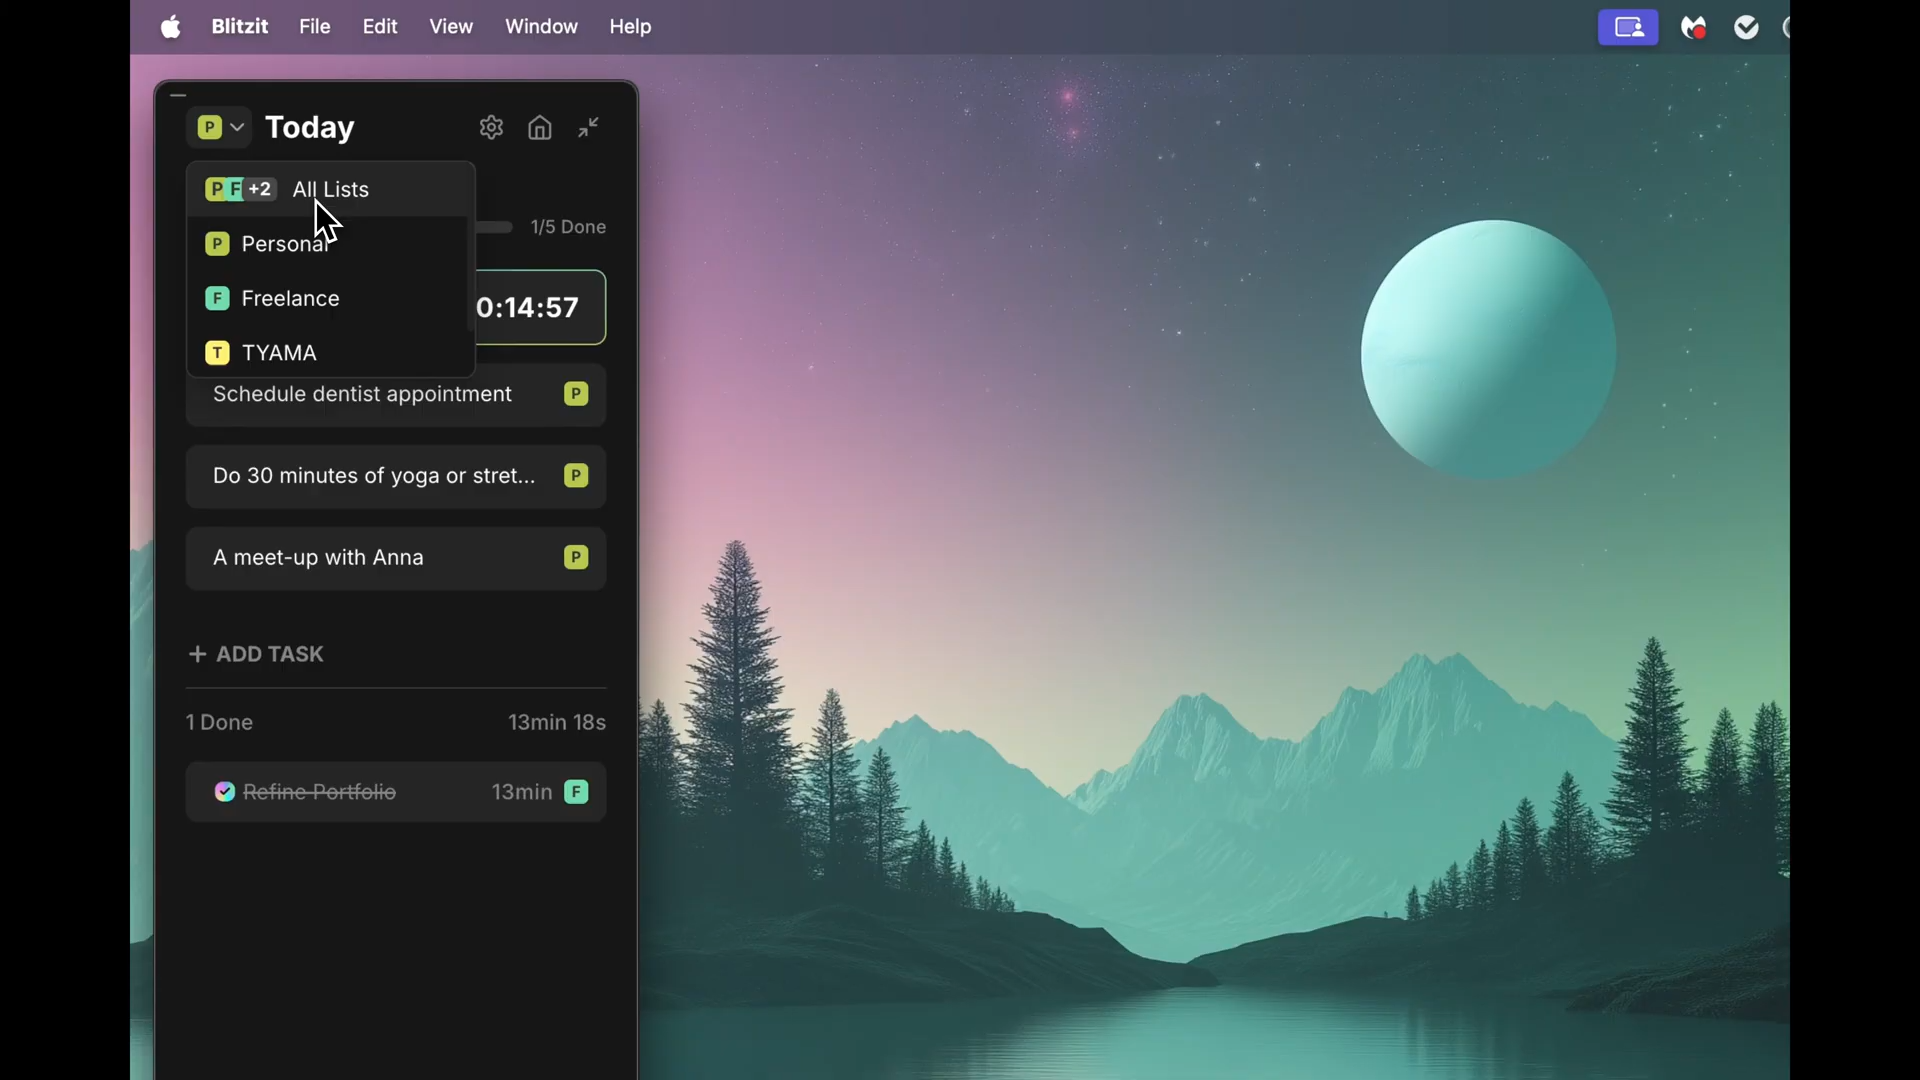 Blitzit File Edit View Window Help
P Today
P F +2 All Lists
1/5 Done
P Personal
F Freelance
0:14:57
T TYAMA
Schedule dentist appointment P
Do 30 minutes of yoga or stret... P
A meet-up with Anna P
+ ADD TASK
1 Done 13min 18s
Refine Portfolio 13min F